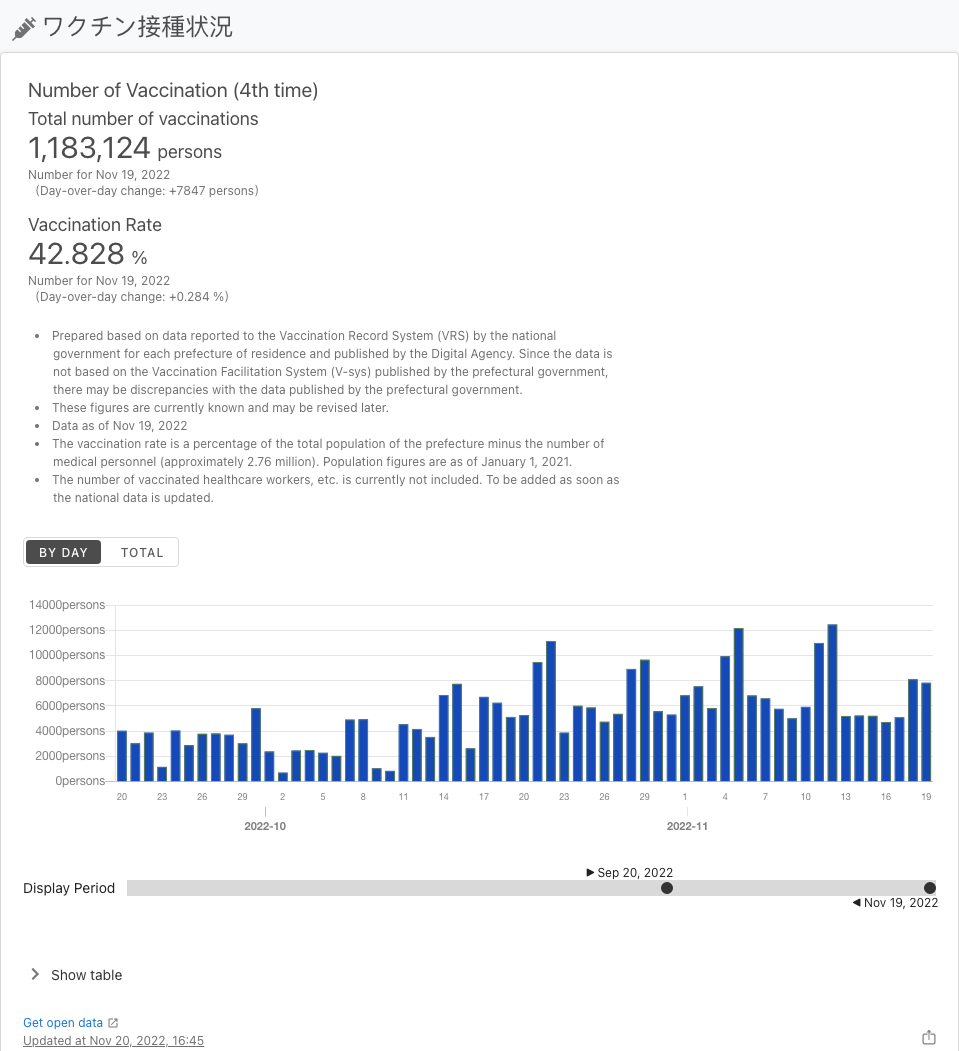 ワクチン接種状況
Number of Vaccination (4th time)
Total number of vaccinations
1,183,124 persons
Number for Nov 19, 2022
(Day-over-day change: +7847 persons)
Vaccination Rate
42.828 %
Number for Nov 19, 2022
(Day-over-day change: +0.284 %)
• Prepared based on data reported to the Vaccination Record System (VRS) by the national
government for each prefecture of residence and published by the Digital Agency. Since the data is
not based on the Vaccination Facilitation System (V-sys) published by the prefectural government,
there may be discrepancies with the data published by the prefectural government.
• These figures are currently known and may be revised later.
• Data as of Nov 19, 2022
• The vaccination rate is a percentage of the total population of the prefecture minus the number of
medical personnel (approximately 2.76 million). Population figures are as of January 1, 2021.
• The number of vaccinated healthcare workers, etc. is currently not included. To be added as soon as
the national data is updated.
BY DAY TOTAL
14000persons
12000persons
10000persons
8000persons
6000persons
4000persons
2000persons
0persons
20 23 26 29 2 5 8 11 14 17 20 23 26 29 1 4 7 10 13 16 19
2022-10 2022-11
Sep 20, 2022
Display Period
Nov 19, 2022
Show table
Get open data
Updated at Nov 20, 2022, 16:45